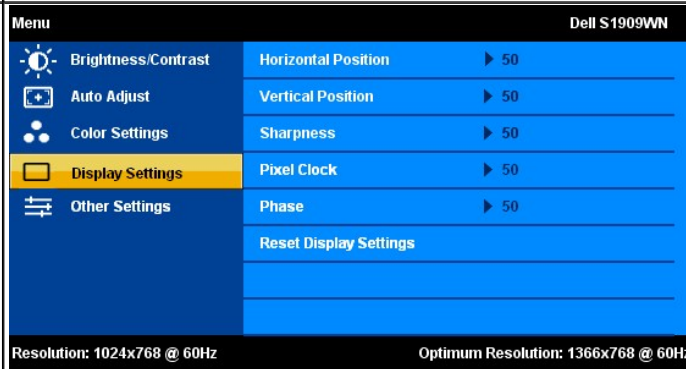 Menu Dell S1909WN
Brightness/Contrast Horizontal Position 50
Auto Adjust Vertical Position 50
Color Settings Sharpness 50
Display Settings Pixel Clock 50
Other Settings Phase 50
Reset Display Settings
Resolution: 1024x768 @ 60Hz Optimum Resolution: 1366x768 @ 60Hz